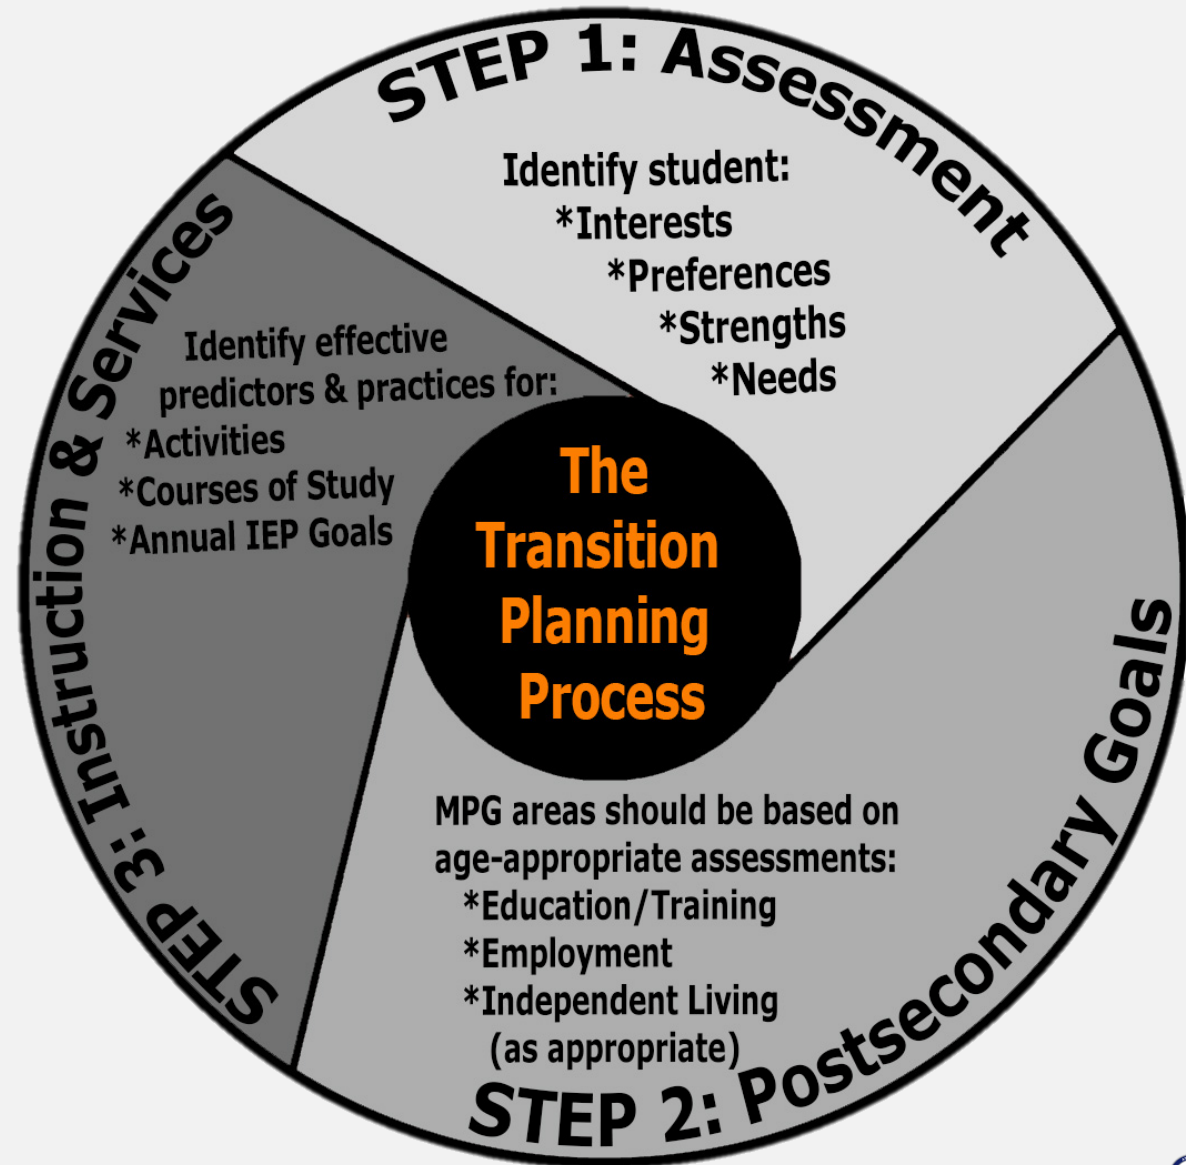 The
Transition
Planning
Process
STEP 1: Assessment
Identify student:
*Interests
*Preferences
*Strengths
*Needs
STEP 2: Postsecondary Goals
MPG areas should be based on
age-appropriate assessments:
*Education/Training
*Employment
*Independent Living
(as appropriate)
STEP 3: Instruction & Services
Identify effective
predictors & practices for:
*Activities
*Courses of Study
*Annual IEP Goals